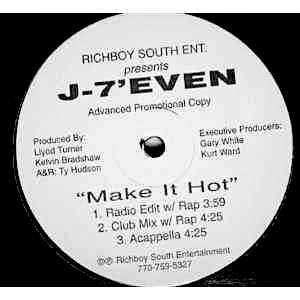 RICHBOY SOUTH ENT.
presents
J-7'EVEN
Advanced Promotional Copy
Produced By:
Llyod Turner
Kelvin Bradshaw
A&R: Ty Hudson
Executive Producers:
Gary White
Kurt Ward
"Make It Hot"
1. Radio Edit w/ Rap 3:59
2. Club Mix w/ Rap 4:25
3. Acappella 4:25
©℗ Richboy South Entertainment
770-759-5327